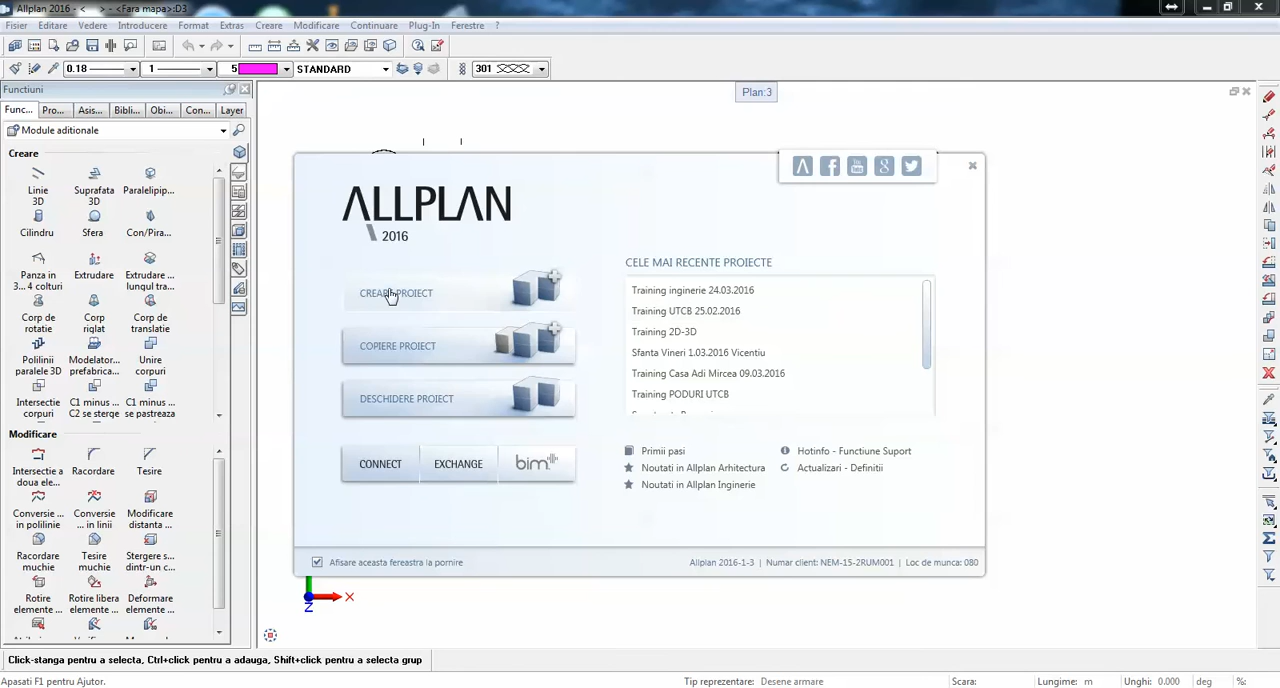 Allplan 2016 - < > - <Fara mapa>:D3
Fisier Editare Vedere Introducere Format Extras Creare Modificare Continuare Plug-In Ferestre ?
0.18 1 5 STANDARD 301
Functiuni
Func... Pro... Asis... Bibli... Obi... Con... Layer
Plan:3
Module aditionale
Creare
Linie 3D
Suprafata 3D
Paralelipip...
Cilindru
Sfera
Con/Pira...
Panza in 3... 4 colturi
Extrudare
Extrudare ... lungul tra...
Corp de rotatie
Corp riglat
Corp de translatie
Polilinii paralele 3D
Modelator... prefabrica...
Unire corpuri
Intersectie corpuri
C1 minus ... C2 se sterge
C1 minus ... se pastreaza
Modificare
Intersectie a doua ele...
Racordare
Tesire
Conversie ... in polilinie
Conversie ... in linii
Modificare distanta ...
Racordare muchie
Tesire muchie
Stergere s... dintr-un c...
Rotire elemente ...
Rotire libera elemente ...
Deformare elemente ...
ALLPLAN
2016
CREARE PROIECT
COPIERE PROIECT
DESCHIDERE PROIECT
CONNECT EXCHANGE bim+
CELE MAI RECENTE PROIECTE
Training inginerie 24.03.2016
Training UTCB 25.02.2016
Training 2D-3D
Sfanta Vineri 1.03.2016 Vicentiu
Training Casa Adi Mircea 09.03.2016
Training PODURI UTCB
Primii pasi
Noutati in Allplan Arhitectura
Noutati in Allplan Inginerie
Hotinfo - Functiune Suport
Actualizari - Definitii
Afisare aceasta fereastra la pornire
Allplan 2016-1-3 | Numar client: NEM-15-2RUM001 | Loc de munca: 080
X
Z
Click-stanga pentru a selecta, Ctrl+click pentru a adauga, Shift+click pentru a selecta grup
Apasati F1 pentru Ajutor. Tip reprezentare: Desene armare Scara: Lungime: m Unghi: 0.000 deg %: